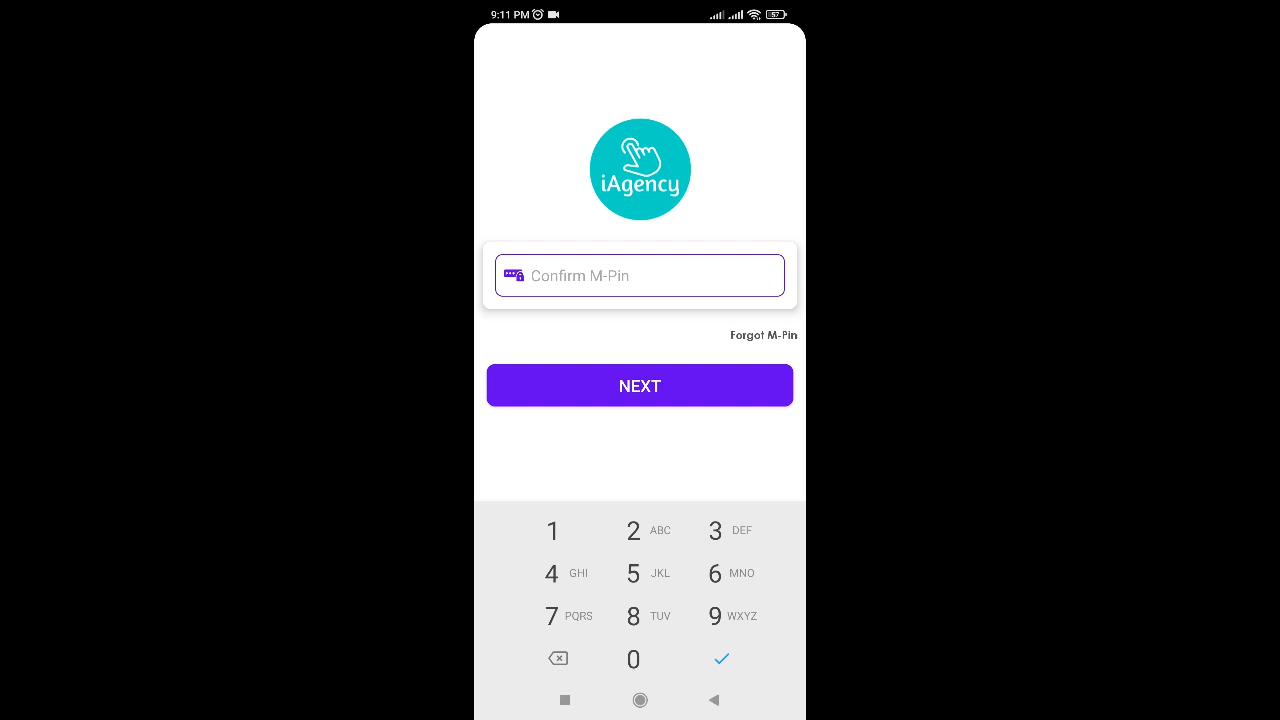 9:11 PM
57
iAgency
Confirm M-Pin
Forgot M-Pin
NEXT
1 2 ABC 3 DEF
4 GHI 5 JKL 6 MNO
7 PQRS 8 TUV 9 WXYZ
0